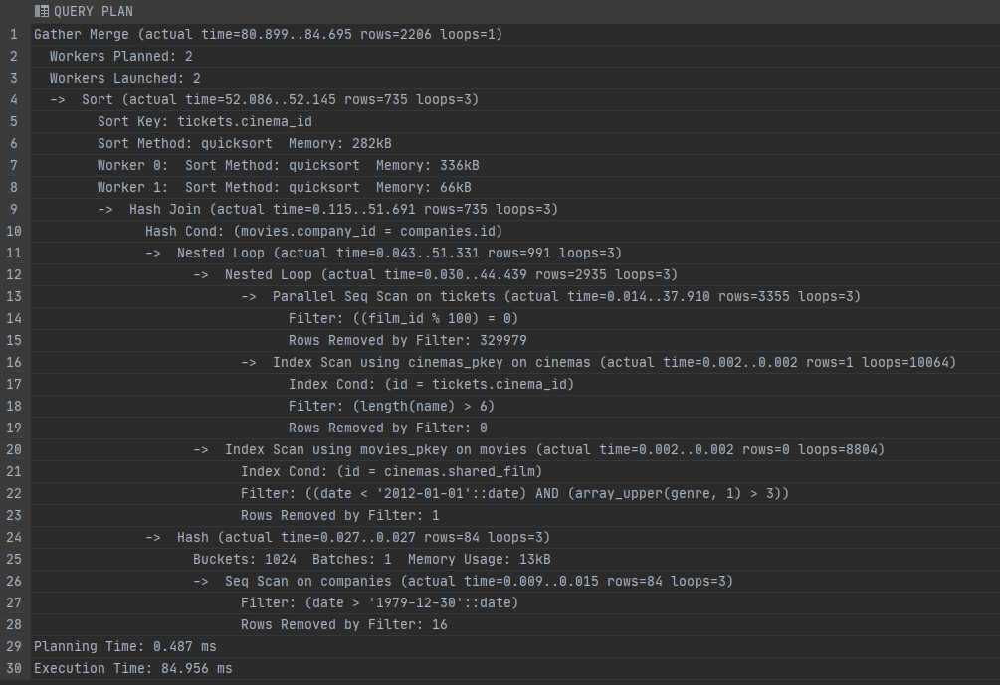 QUERY PLAN
1 Gather Merge (actual time=80.899..84.695 rows=2206 loops=1)
2 Workers Planned: 2
3 Workers Launched: 2
4 -> Sort (actual time=52.086..52.145 rows=735 loops=3)
5 Sort Key: tickets.cinema_id
6 Sort Method: quicksort Memory: 282kB
7 Worker 0: Sort Method: quicksort Memory: 336kB
8 Worker 1: Sort Method: quicksort Memory: 66kB
9 -> Hash Join (actual time=0.115..51.691 rows=735 loops=3)
10 Hash Cond: (movies.company_id = companies.id)
11 -> Nested Loop (actual time=0.043..51.331 rows=991 loops=3)
12 -> Nested Loop (actual time=0.030..44.439 rows=2935 loops=3)
13 -> Parallel Seq Scan on tickets (actual time=0.014..37.910 rows=3355 loops=3)
14 Filter: ((film_id % 100) = 0)
15 Rows Removed by Filter: 329979
16 -> Index Scan using cinemas_pkey on cinemas (actual time=0.002..0.002 rows=1 loops=10064)
17 Index Cond: (id = tickets.cinema_id)
18 Filter: (length(name) > 6)
19 Rows Removed by Filter: 0
20 -> Index Scan using movies_pkey on movies (actual time=0.002..0.002 rows=0 loops=8804)
21 Index Cond: (id = cinemas.shared_film)
22 Filter: ((date < '2012-01-01'::date) AND (array_upper(genre, 1) > 3))
23 Rows Removed by Filter: 1
24 -> Hash (actual time=0.027..0.027 rows=84 loops=3)
25 Buckets: 1024 Batches: 1 Memory Usage: 13kB
26 -> Seq Scan on companies (actual time=0.009..0.015 rows=84 loops=3)
27 Filter: (date > '1979-12-30'::date)
28 Rows Removed by Filter: 16
29 Planning Time: 0.487 ms
30 Execution Time: 84.956 ms